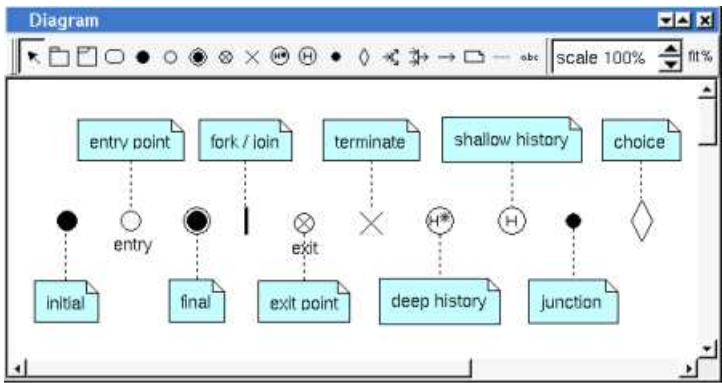 Diagram
H* H abc scale 100% fit%
entry point fork / join terminate shallow history choice
H* H
entry exit
initial final exit point deep history junction